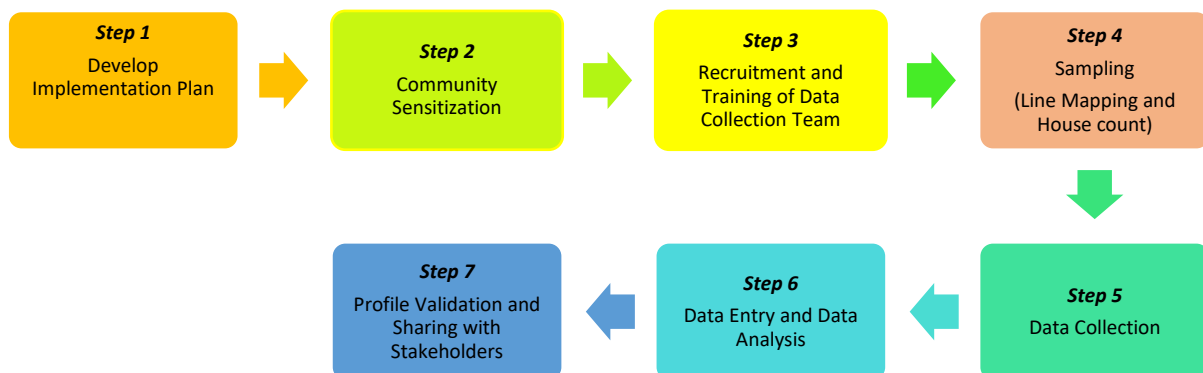 Step 1
Develop
Implementation Plan
Step 2
Community
Sensitization
Step 3
Recruitment and
Training of Data
Collection Team
Step 4
Sampling
(Line Mapping and
House count)
Step 5
Data Collection
Step 6
Data Entry and Data
Analysis
Step 7
Profile Validation and
Sharing with
Stakeholders